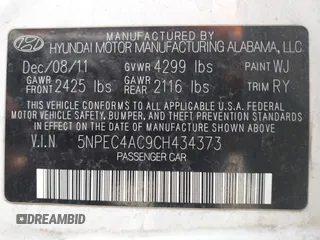 BY HYUNDAI MOTOR MANUFACTURING ALABAMA, LLC.
Dec/08/11 GVWR 4299 lbs PAINT WJ
GAWR FRONT 2425 lbs GAWR REAR 2116 lbs TRIM RY
THIS VEHICLE CONFORMS TO ALL APPLICABLE U.S. FEDERAL
MOTOR VEHICLE SAFETY, BUMPER, AND THEFT PREVENTION
STANDARDS IN EFFECT ON THE DATE OF MANUFACTURE SHOWN ABOVE.
V.I.N 5NPEC4AC9CH434373
PASSENGER CAR
DREAMBID